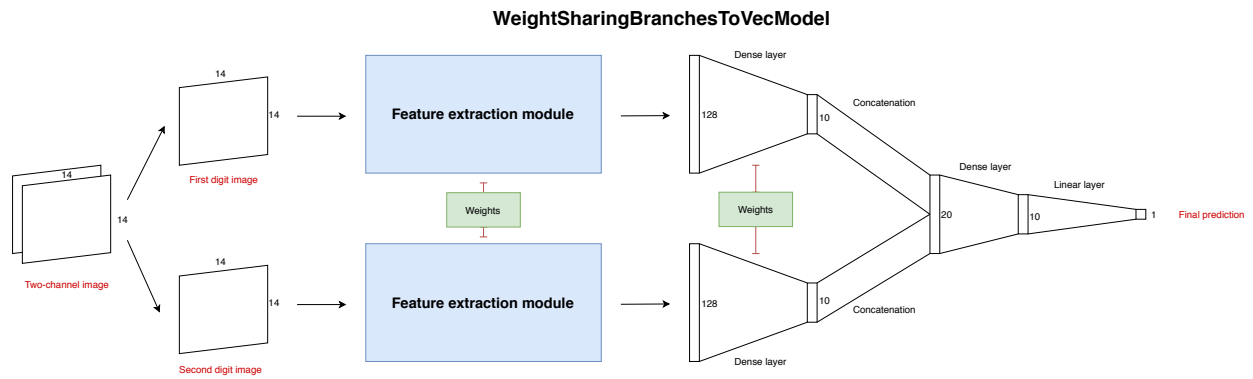 WeightSharingBranchesToVecModel
14
14
First digit image
Feature extraction module
Dense layer
128
10
Concatenation
14
14
Two-channel image
Weights
Weights
Dense layer
20
Linear layer
10
1
Final prediction
14
14
Second digit image
Feature extraction module
128
10
Dense layer
Concatenation